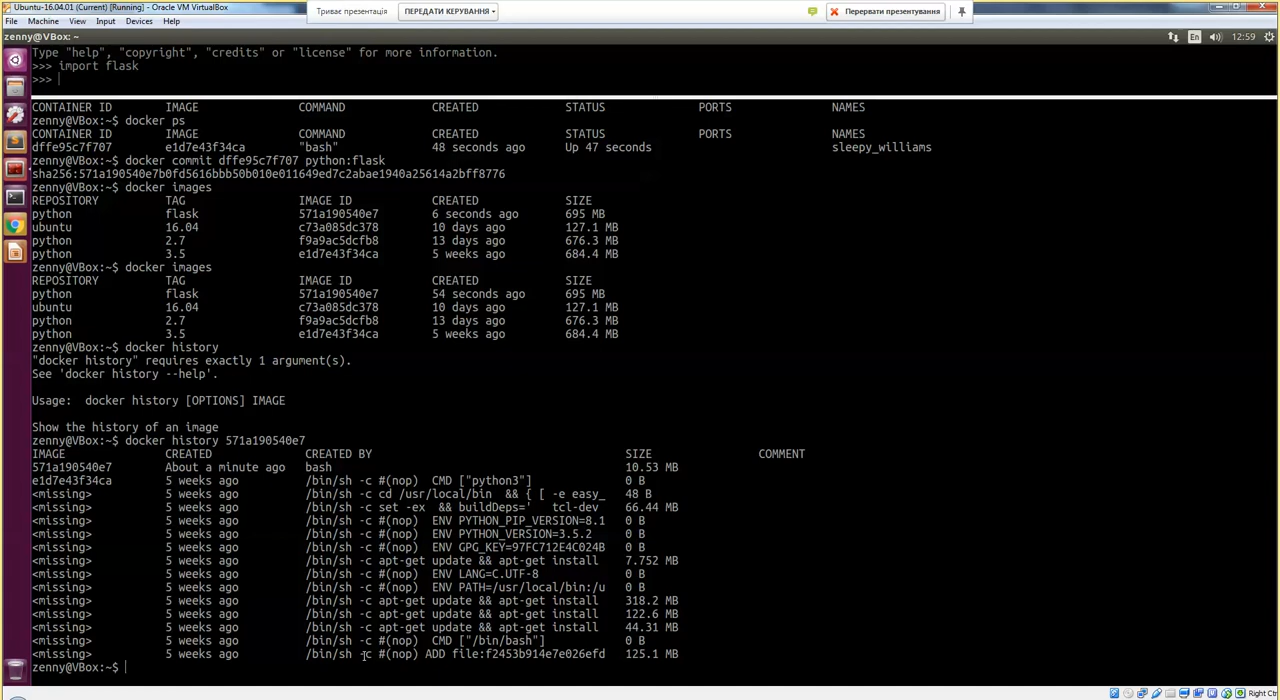 Ubuntu-16.04.01 (Current) [Running] - Oracle VM VirtualBox
Триває презентація
ПЕРЕДАТИ КЕРУВАННЯ
Перервати презентування
File Machine View Input Devices Help
zenny@VBox: ~
En
12:59
Type "help", "copyright", "credits" or "license" for more information.
>>> import flask
>>>
CONTAINER ID IMAGE COMMAND CREATED STATUS PORTS NAMES
zenny@VBox:~$ docker ps
CONTAINER ID IMAGE COMMAND CREATED STATUS PORTS NAMES
dffe95c7f707 e1d7e43f34ca "bash" 48 seconds ago Up 47 seconds sleepy_williams
zenny@VBox:~$ docker commit dffe95c7f707 python:flask
sha256:571a190540e7b0fd5616bbb50b010e011649ed7c2abae1940a25614a2bff8776
zenny@VBox:~$ docker images
REPOSITORY TAG IMAGE ID CREATED SIZE
python flask 571a190540e7 6 seconds ago 695 MB
ubuntu 16.04 c73a085dc378 10 days ago 127.1 MB
python 2.7 f9a9ac5dcfb8 13 days ago 676.3 MB
python 3.5 e1d7e43f34ca 5 weeks ago 684.4 MB
zenny@VBox:~$ docker images
REPOSITORY TAG IMAGE ID CREATED SIZE
python flask 571a190540e7 54 seconds ago 695 MB
ubuntu 16.04 c73a085dc378 10 days ago 127.1 MB
python 2.7 f9a9ac5dcfb8 13 days ago 676.3 MB
python 3.5 e1d7e43f34ca 5 weeks ago 684.4 MB
zenny@VBox:~$ docker history
"docker history" requires exactly 1 argument(s).
See 'docker history --help'.
Usage: docker history [OPTIONS] IMAGE
Show the history of an image
zenny@VBox:~$ docker history 571a190540e7
IMAGE CREATED CREATED BY SIZE COMMENT
571a190540e7 About a minute ago bash 10.53 MB
e1d7e43f34ca 5 weeks ago /bin/sh -c #(nop) CMD ["python3"] 0 B
<missing> 5 weeks ago /bin/sh -c cd /usr/local/bin && { [ -e easy_ 48 B
<missing> 5 weeks ago /bin/sh -c set -ex && buildDeps=' tcl-dev 66.44 MB
<missing> 5 weeks ago /bin/sh -c #(nop) ENV PYTHON_PIP_VERSION=8.1 0 B
<missing> 5 weeks ago /bin/sh -c #(nop) ENV PYTHON_VERSION=3.5.2 0 B
<missing> 5 weeks ago /bin/sh -c #(nop) ENV GPG_KEY=97FC712E4C024B 0 B
<missing> 5 weeks ago /bin/sh -c apt-get update && apt-get install 7.752 MB
<missing> 5 weeks ago /bin/sh -c #(nop) ENV LANG=C.UTF-8 0 B
<missing> 5 weeks ago /bin/sh -c #(nop) ENV PATH=/usr/local/bin:/u 0 B
<missing> 5 weeks ago /bin/sh -c apt-get update && apt-get install 318.2 MB
<missing> 5 weeks ago /bin/sh -c apt-get update && apt-get install 122.6 MB
<missing> 5 weeks ago /bin/sh -c apt-get update && apt-get install 44.31 MB
<missing> 5 weeks ago /bin/sh -c #(nop) CMD ["/bin/bash"] 0 B
<missing> 5 weeks ago /bin/sh -c #(nop) ADD file:f2453b914e7e026efd 125.1 MB
zenny@VBox:~$
Right Ctr